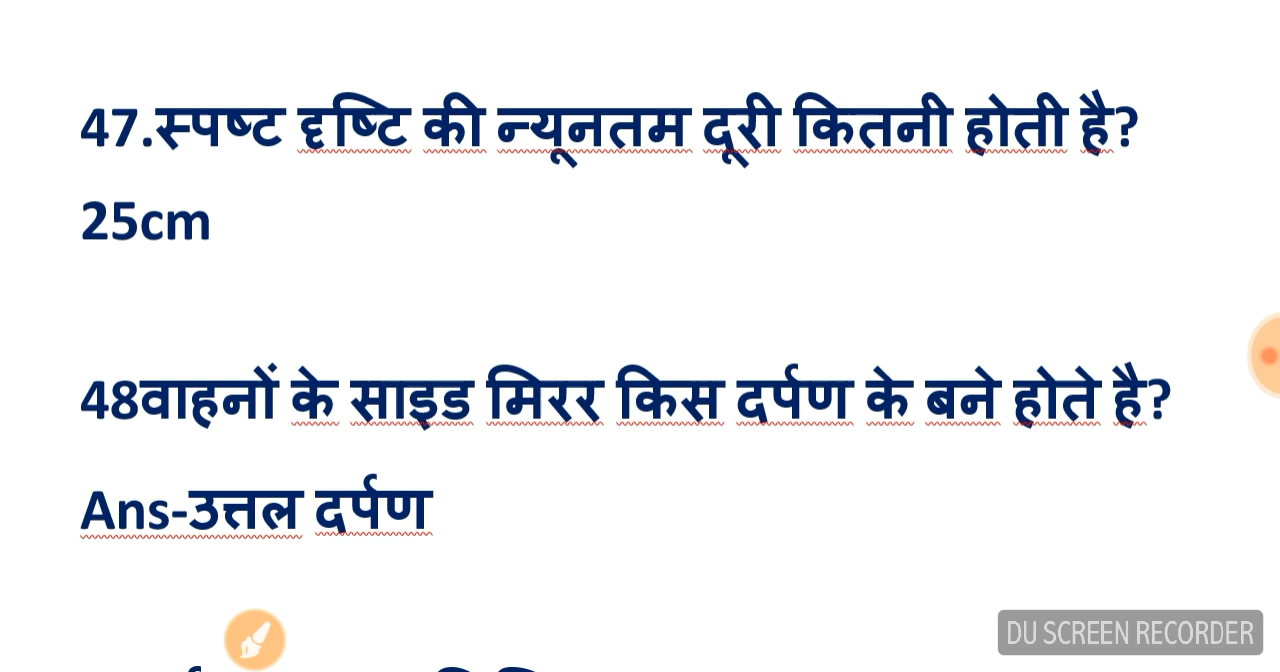 47.स्पष्ट दृष्टि की न्यूनतम दूरी कितनी होती है?
25cm
48वाहनों के साइड मिरर किस दर्पण के बने होते है?
Ans-उत्तल दर्पण
DU SCREEN RECORDER